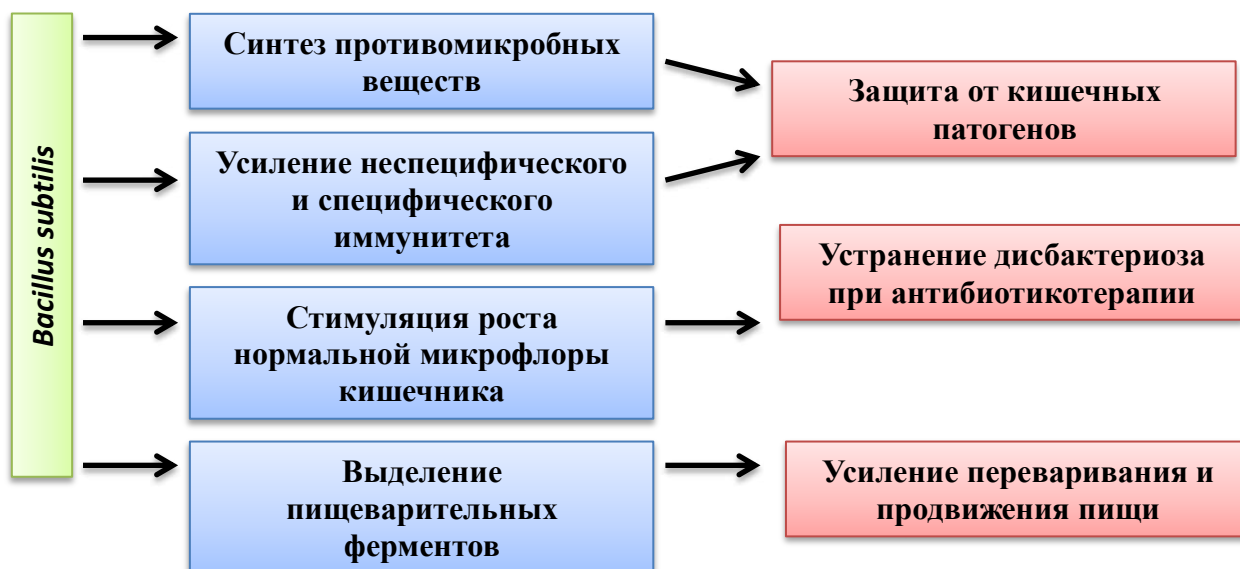 Bacillus subtilis
Синтез противомикробных
веществ
Усиление неспецифического
и специфического
иммунитета
Стимуляция роста
нормальной микрофлоры
кишечника
Выделение
пищеварительных
ферментов
Защита от кишечных
патогенов
Устранение дисбактериоза
при антибиотикотерапии
Усиление переваривания и
продвижения пищи